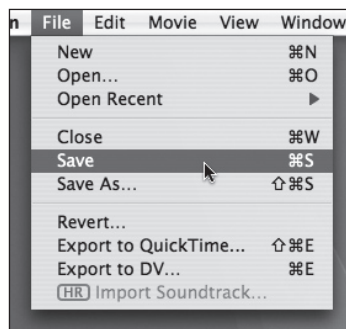 n File Edit Movie View Window
New ⌘N
Open... ⌘O
Open Recent ▶
Close ⌘W
Save ⌘S
Save As... ⇧⌘S
Revert...
Export to QuickTime... ⇧⌘E
Export to DV... ⌘E
HR Import Soundtrack...